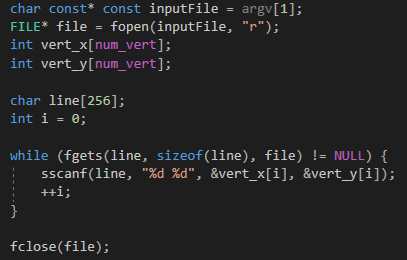 char const* const inputFile = argv[1];
FILE* file = fopen(inputFile, "r");
int vert_x[num_vert];
int vert_y[num_vert];

char line[256];
int i = 0;

while (fgets(line, sizeof(line), file) != NULL) {
    sscanf(line, "%d %d", &vert_x[i], &vert_y[i]);
    ++i;
}

fclose(file);